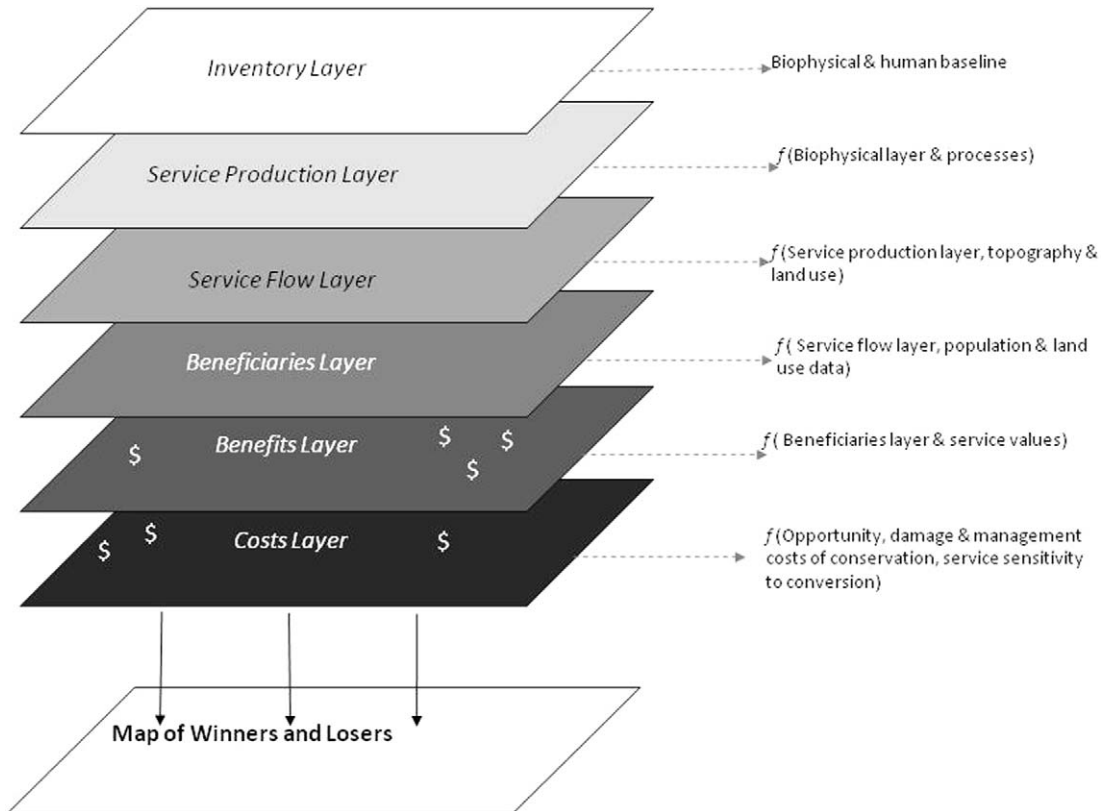 Inventory Layer
Biophysical & human baseline
Service Production Layer
f(Biophysical layer & processes)
Service Flow Layer
f(Service production layer, topography &
land use)
Beneficiaries Layer
f( Service flow layer, population & land
use data)
Benefits Layer
$ $ $ $
f( Beneficiaries layer & service values)
Costs Layer
$ $ $
f(Opportunity, damage & management
costs of conservation, service sensitivity
to conversion)
Map of Winners and Losers